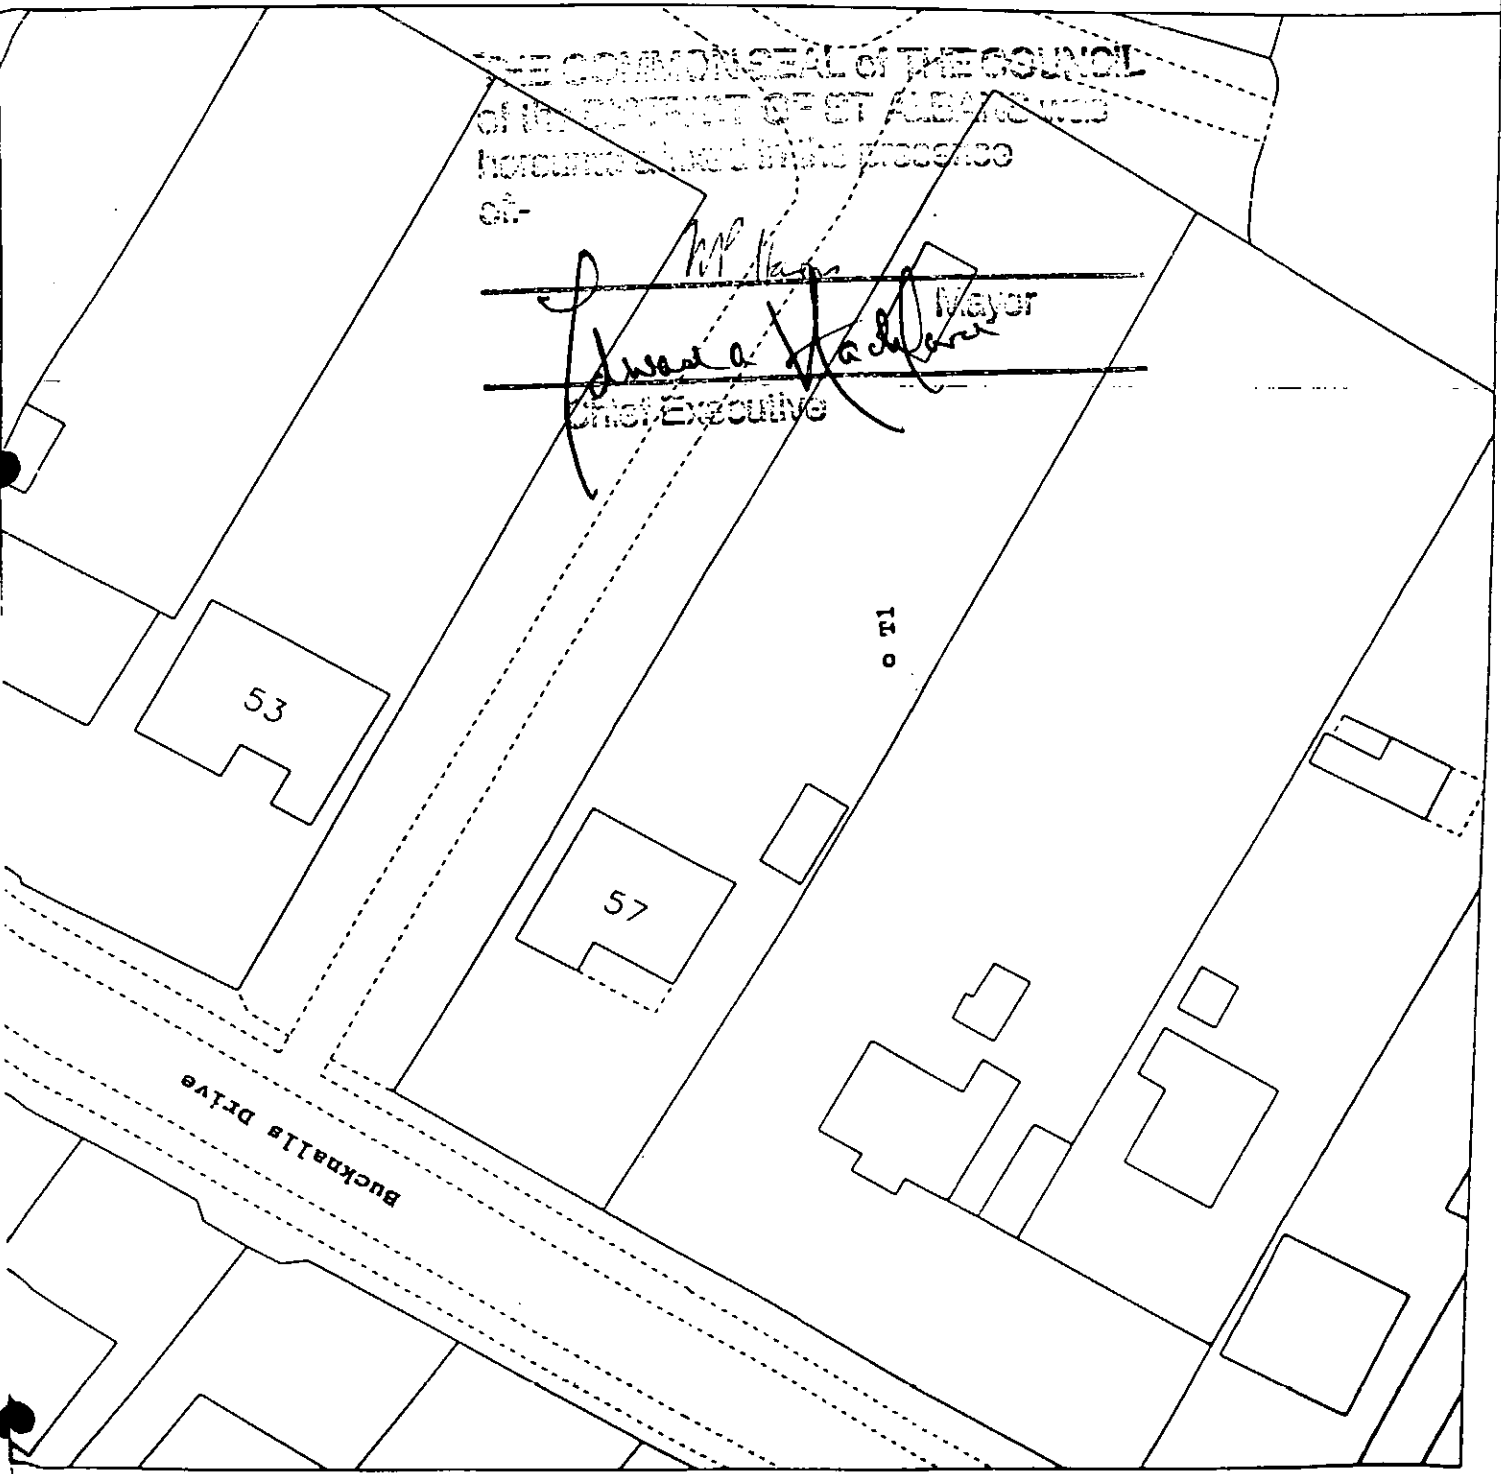 THE COMMON SEAL of THE COUNCIL
of the DISTRICT OF ST ALBANS was
hereunto affixed in the presence
of:-
Mayor
Edward a
Chief Executive
T1
53
57
Bucknalls Drive